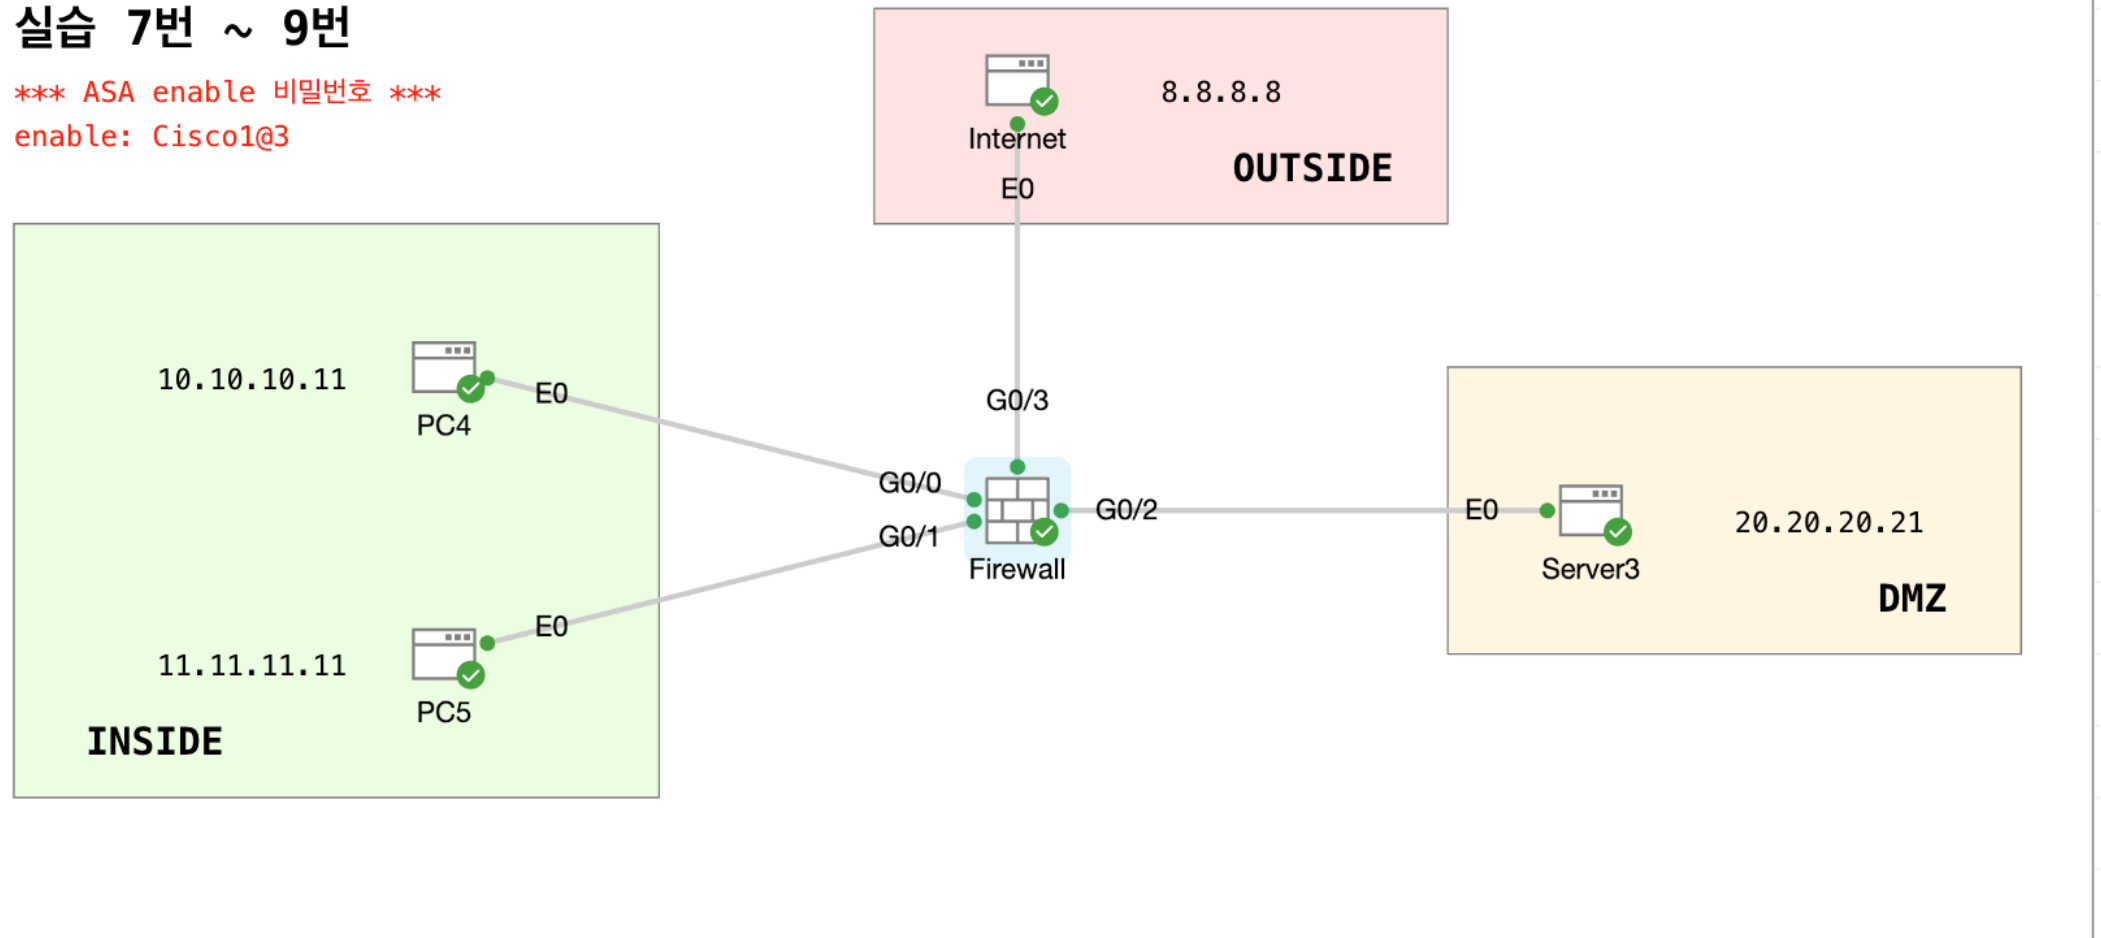 실습 7번 ~ 9번
*** ASA enable 비밀번호 ***
enable: Cisco1@3
8.8.8.8
Internet
OUTSIDE
E0
10.10.10.11
E0
PC4
G0/3
G0/0
G0/1
G0/2
E0
20.20.20.21
Firewall
Server3
DMZ
E0
11.11.11.11
PC5
INSIDE